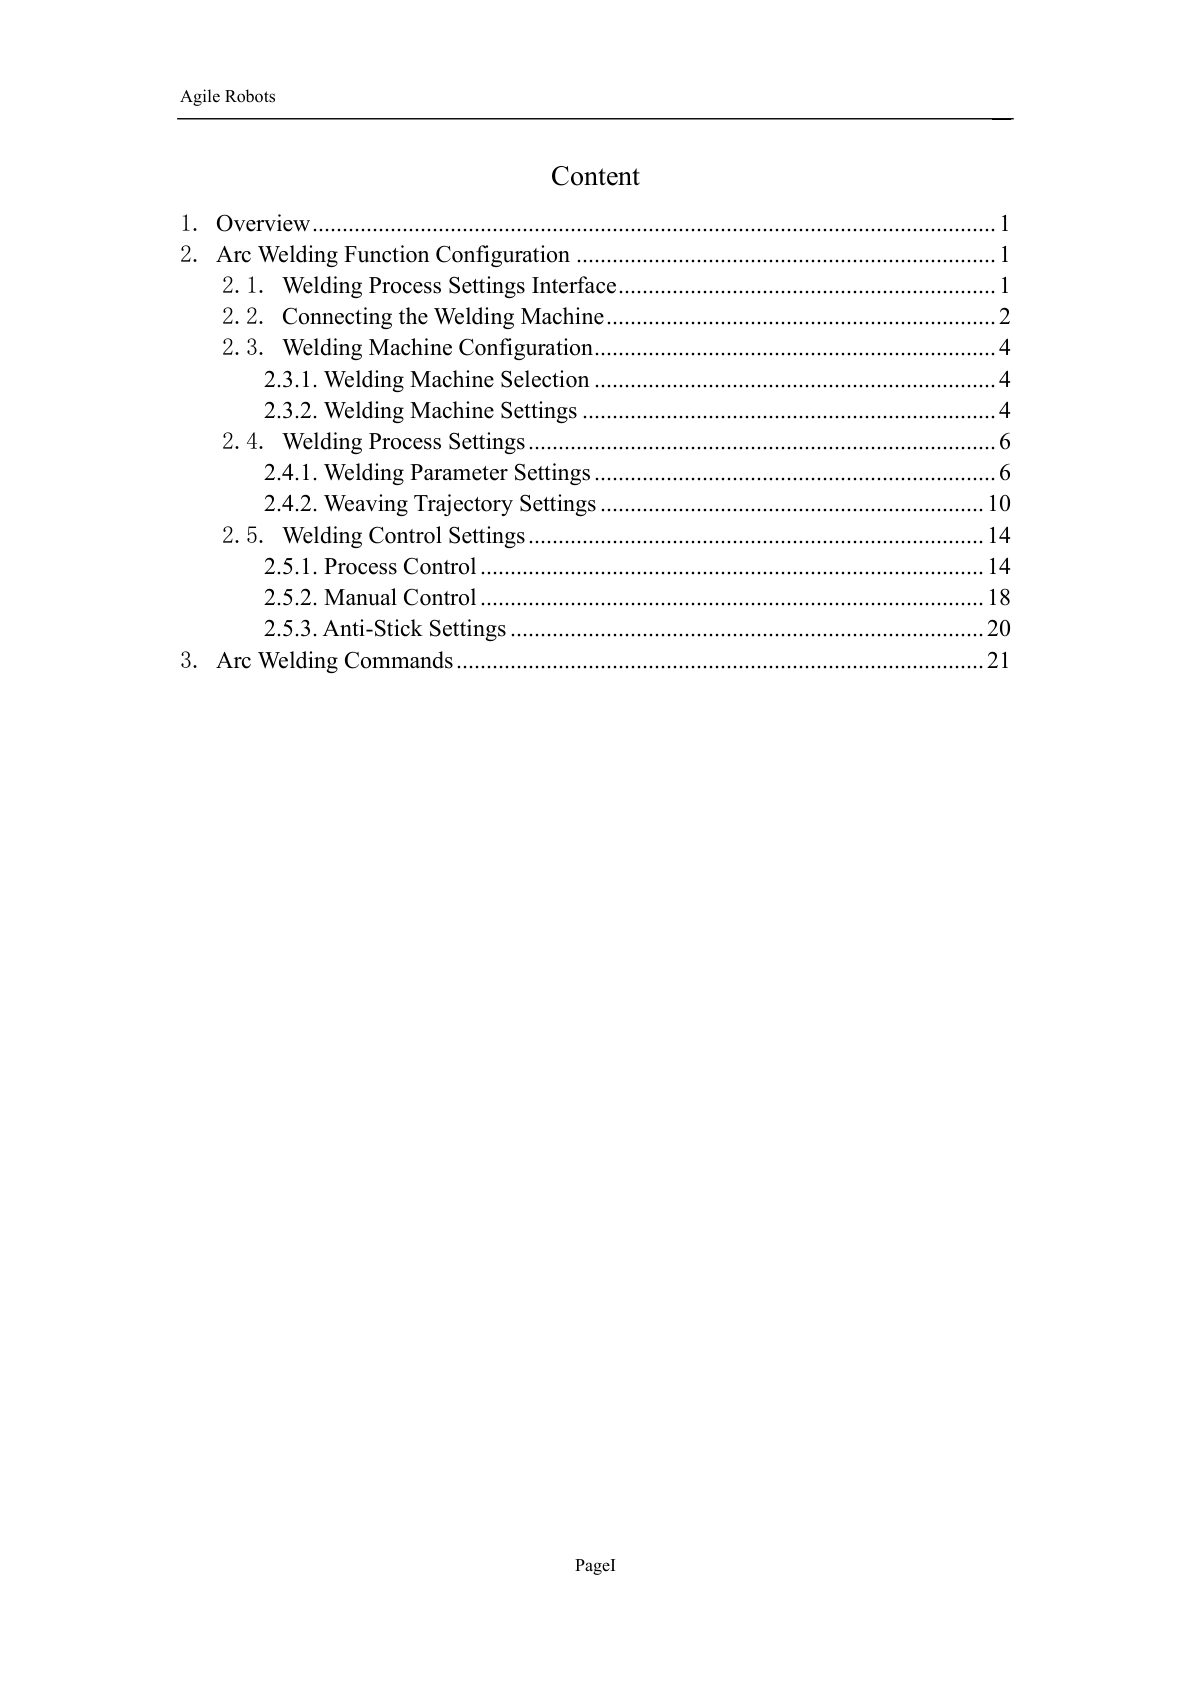 Agile Robots
Content
1. Overview........................................................................................................................ 1
2. Arc Welding Function Configuration ...................................................................... 1
2. 1. Welding Process Settings Interface............................................................... 1
2. 2. Connecting the Welding Machine................................................................. 2
2. 3. Welding Machine Configuration................................................................... 4
2.3.1. Welding Machine Selection ................................................................... 4
2.3.2. Welding Machine Settings ..................................................................... 4
2. 4. Welding Process Settings.............................................................................. 6
2.4.1. Welding Parameter Settings................................................................... 6
2.4.2. Weaving Trajectory Settings ................................................................ 10
2. 5. Welding Control Settings............................................................................ 14
2.5.1. Process Control.................................................................................... 14
2.5.2. Manual Control.................................................................................... 18
2.5.3. Anti-Stick Settings ............................................................................... 20
3. Arc Welding Commands........................................................................................ 21
PageI